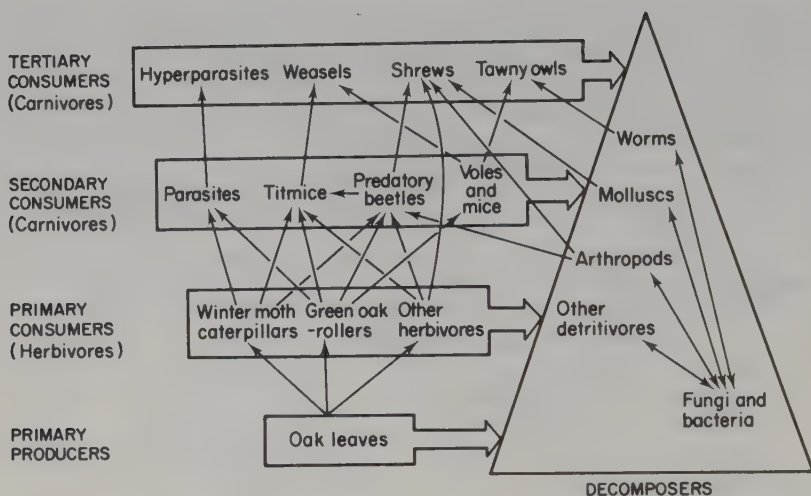 TERTIARY
CONSUMERS
(Carnivores)
Hyperparasites Weasels Shrews Tawny owls
Worms
SECONDARY
CONSUMERS
(Carnivores)
Parasites Titmice Predatory
beetles Voles
and
mice
Molluscs
Arthropods
PRIMARY
CONSUMERS
(Herbivores)
Winter moth
caterpillars
Green oak
-rollers
Other
herbivores
Other
detritivores
Fungi and
bacteria
PRIMARY
PRODUCERS
Oak leaves
DECOMPOSERS